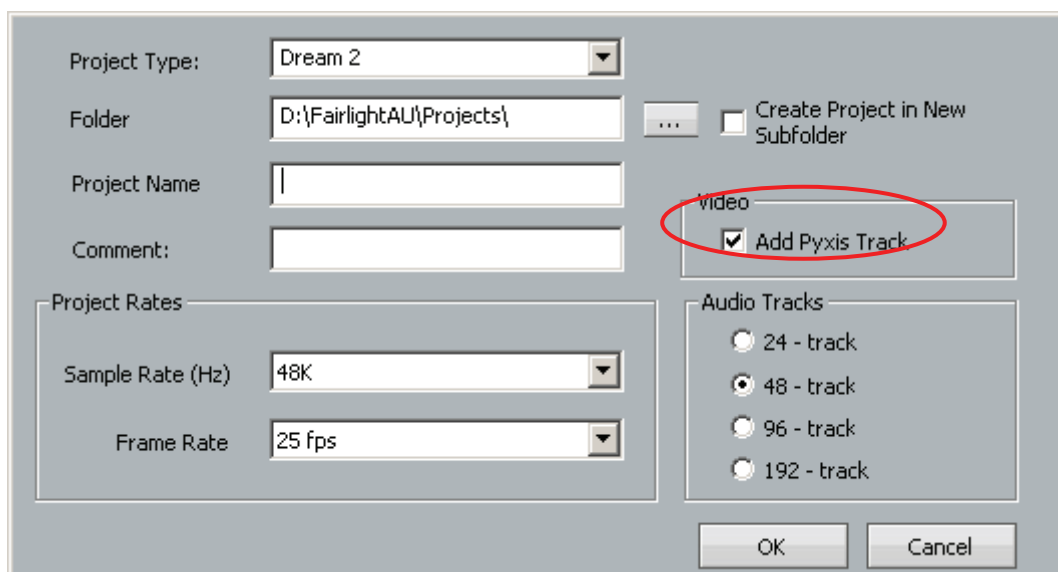 Project Type: Dream 2
Folder D:\FairlightAU\Projects\ ... Create Project in New
Subfolder
Project Name
Comment:
Video
Add Pyxis Track
Project Rates
Sample Rate (Hz) 48K
Frame Rate 25 fps
Audio Tracks
24 - track
48 - track
96 - track
192 - track
OK Cancel